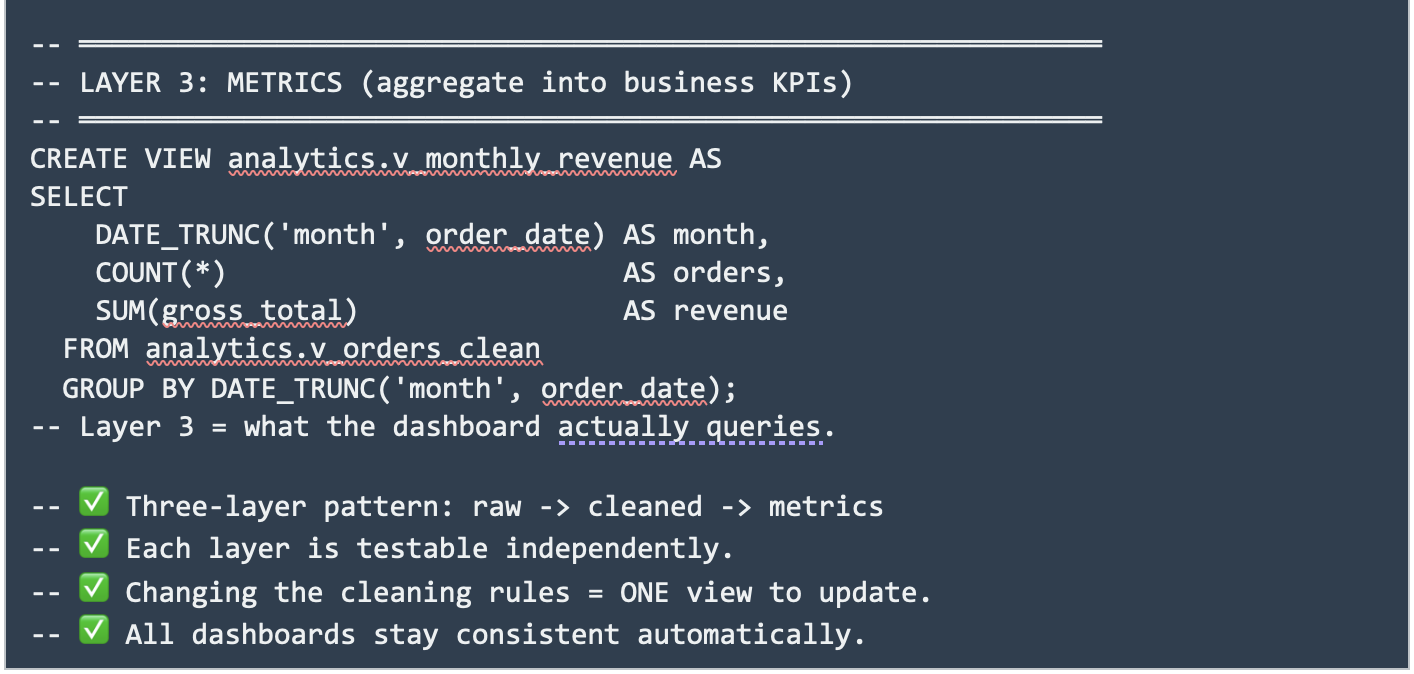 -- ══════════════════════════════════════════════════════════════
-- LAYER 3: METRICS (aggregate into business KPIs)
-- ══════════════════════════════════════════════════════════════
CREATE VIEW analytics.v_monthly_revenue AS
SELECT
    DATE_TRUNC('month', order_date) AS month,
    COUNT(*)                        AS orders,
    SUM(gross_total)                AS revenue
  FROM analytics.v_orders_clean
  GROUP BY DATE_TRUNC('month', order_date);
-- Layer 3 = what the dashboard actually queries.
-- ✅ Three-layer pattern: raw -> cleaned -> metrics
-- ✅ Each layer is testable independently.
-- ✅ Changing the cleaning rules = ONE view to update.
-- ✅ All dashboards stay consistent automatically.